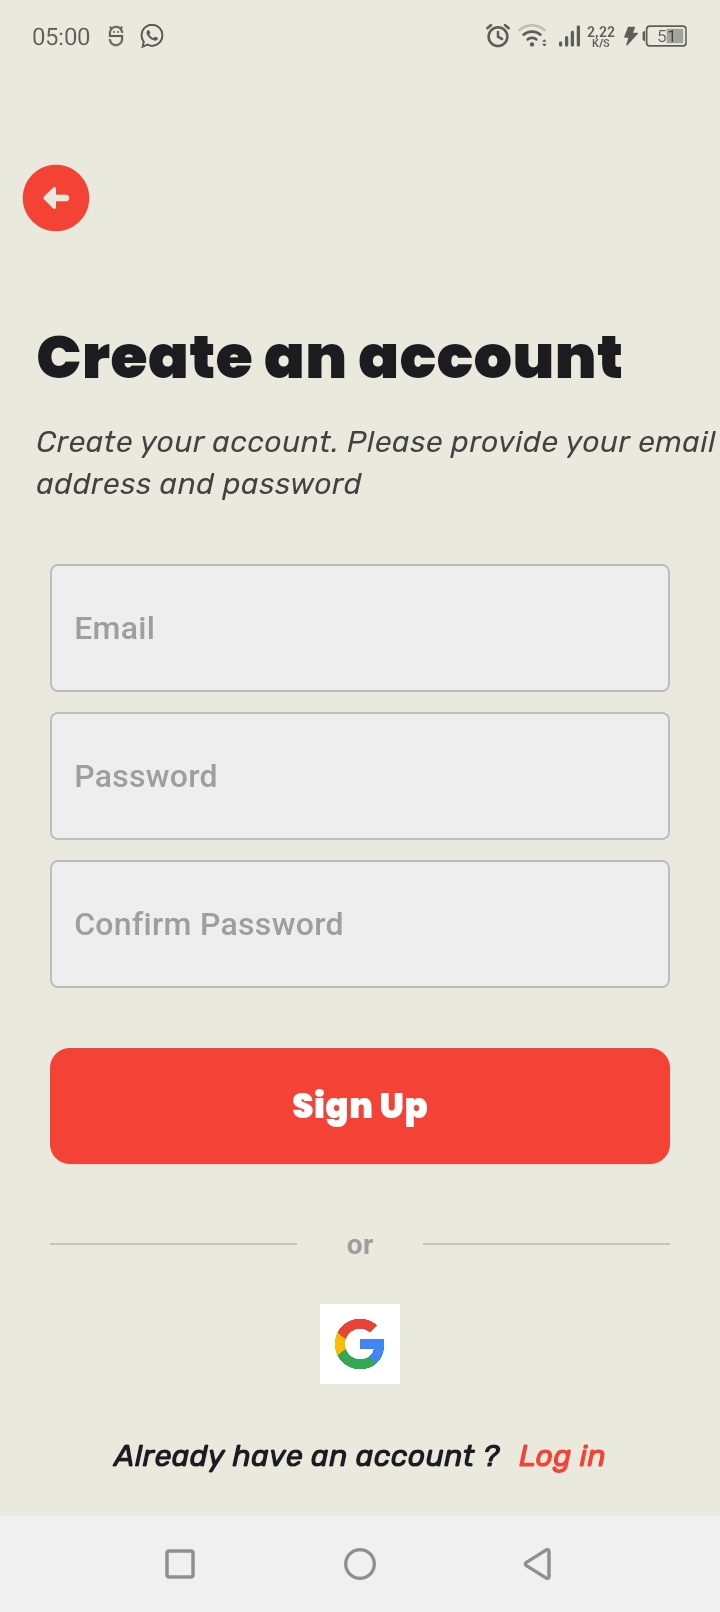 05:00 2,22 K/S 51
Create an account
Create your account. Please provide your email
address and password
Email
Password
Confirm Password
Sign Up
or
Already have an account ? Log in